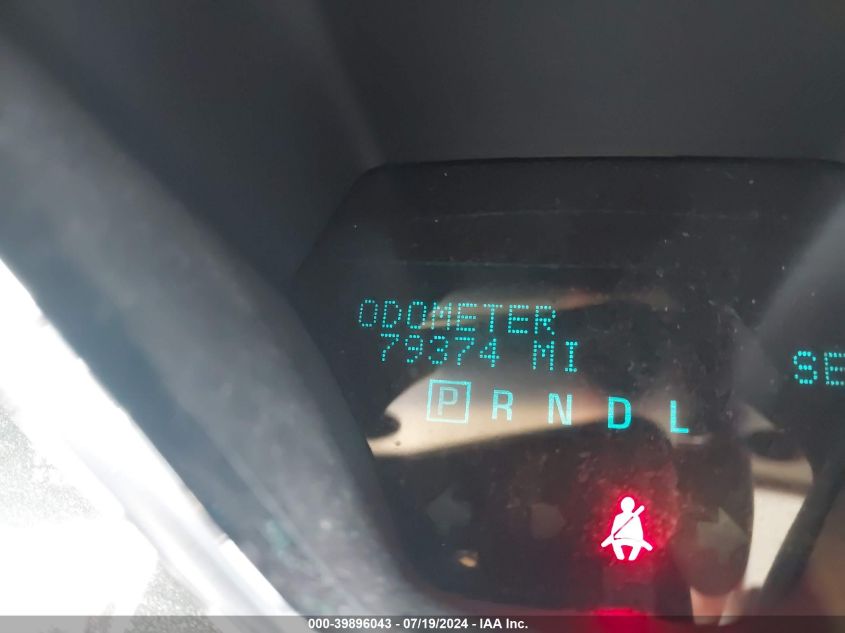 ODOMETER
79374 MI
SE
P R N D L
000-39896043 - 07/19/2024 - IAA Inc.